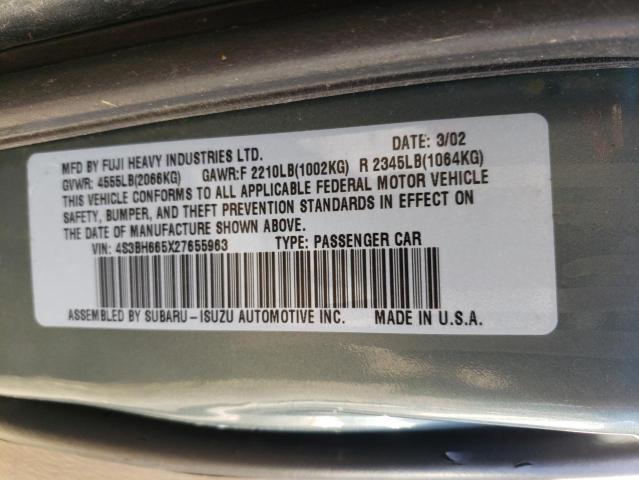 MFD BY FUJI HEAVY INDUSTRIES LTD. DATE: 3/02
GVWR: 4555LB(2066KG) GAWR:F 2210LB(1002KG) R 2345LB(1064KG)
THIS VEHICLE CONFORMS TO ALL APPLICABLE FEDERAL MOTOR VEHICLE
SAFETY, BUMPER, AND THEFT PREVENTION STANDARDS IN EFFECT ON
THE DATE OF MANUFACTURE SHOWN ABOVE.
VIN: 4S3BH665X27655963 TYPE: PASSENGER CAR
ASSEMBLED BY SUBARU-ISUZU AUTOMOTIVE INC. MADE IN U.S.A.